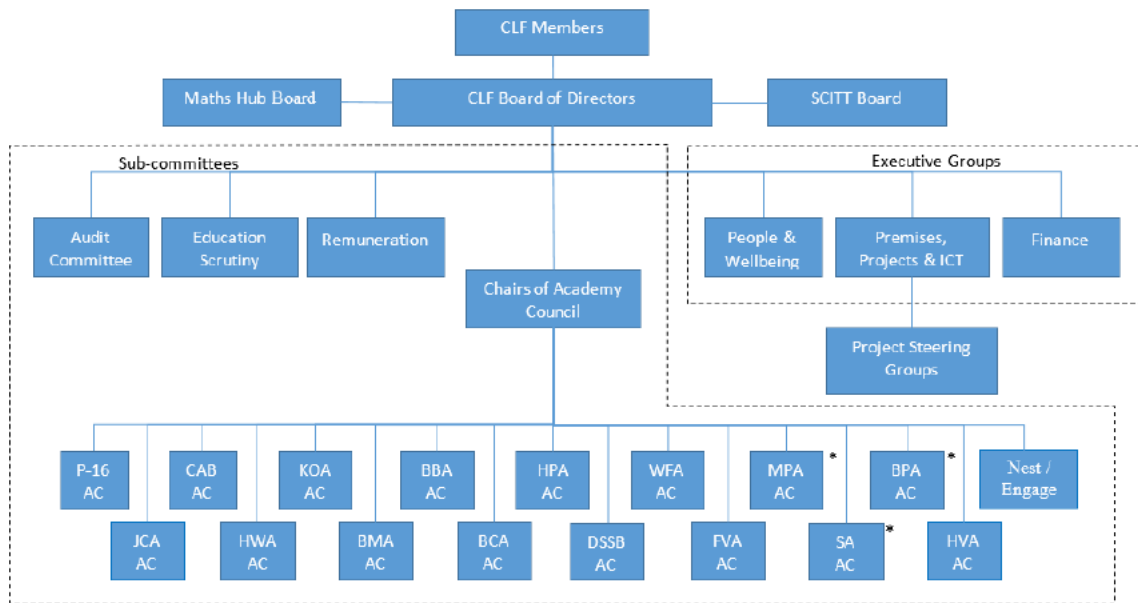 CLF Members
Maths Hub Board
CLF Board of Directors
SCITT Board
Sub-committees
Executive Groups
Audit
Committee
Education
Scrutiny
Remuneration
People &
Wellbeing
Premises,
Projects & ICT
Finance
Chairs of Academy
Council
Project Steering
Groups
P-16
AC
CAB
AC
KOA
AC
BBA
AC
HPA
AC
WFA
AC
MPA
AC
*
BPA
AC
*
Nest /
Engage
JCA
AC
HWA
AC
BMA
AC
BCA
AC
DSSB
AC
FVA
AC
SA
AC
*
HVA
AC